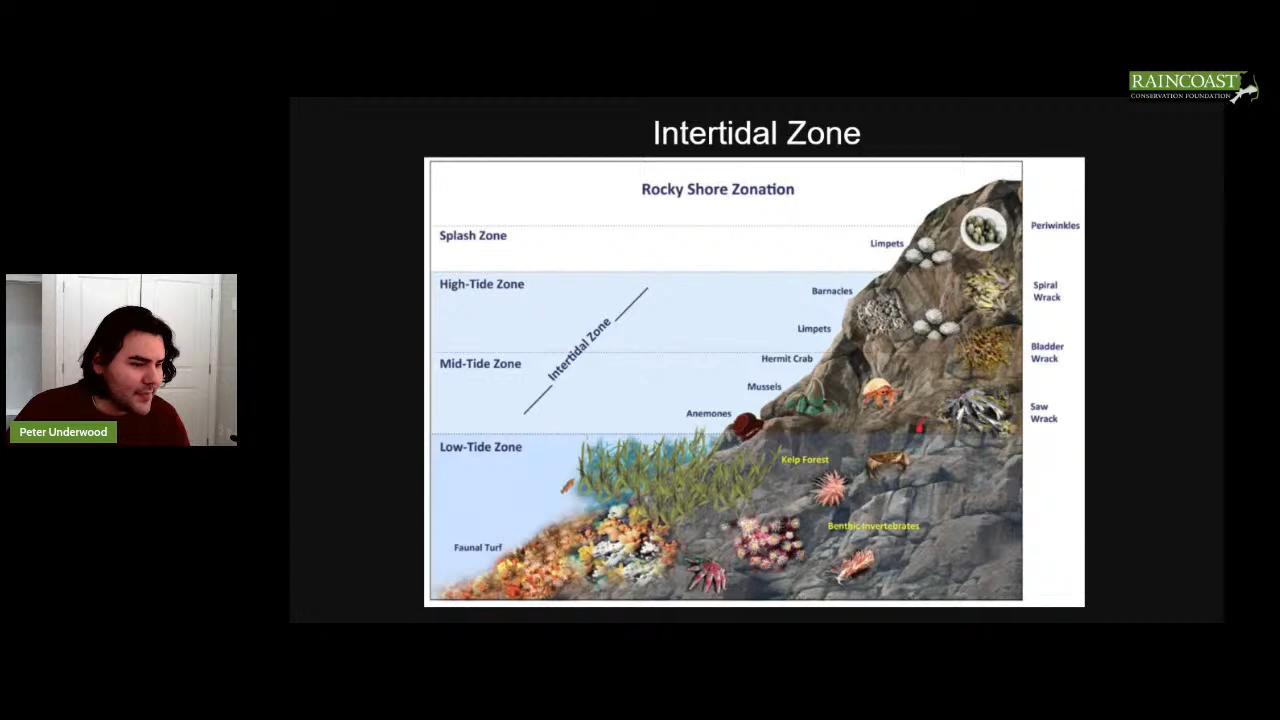 RAINCOAST
CONSERVATION FOUNDATION
Intertidal Zone
Rocky Shore Zonation
Splash Zone
Limpets
Periwinkles
High-Tide Zone
Barnacles
Spiral
Wrack
Intertidal Zone
Limpets
Mid-Tide Zone
Hermit Crab
Bladder
Wrack
Mussels
Anemones
Saw
Wrack
Low-Tide Zone
Kelp Forest
Benthic Invertebrates
Faunal Turf
Peter Underwood